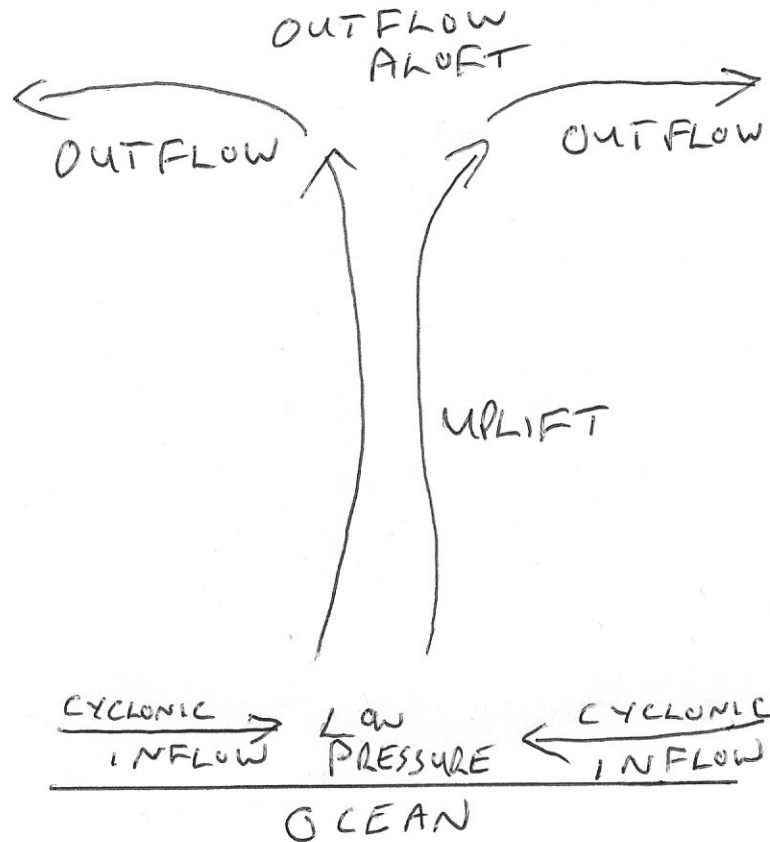 OUTFLOW
ALOFT
OUTFLOW
OUTFLOW
UPLIFT
CYCLONIC
INFLOW
LOW
PRESSURE
CYCLONIC
INFLOW
OCEAN